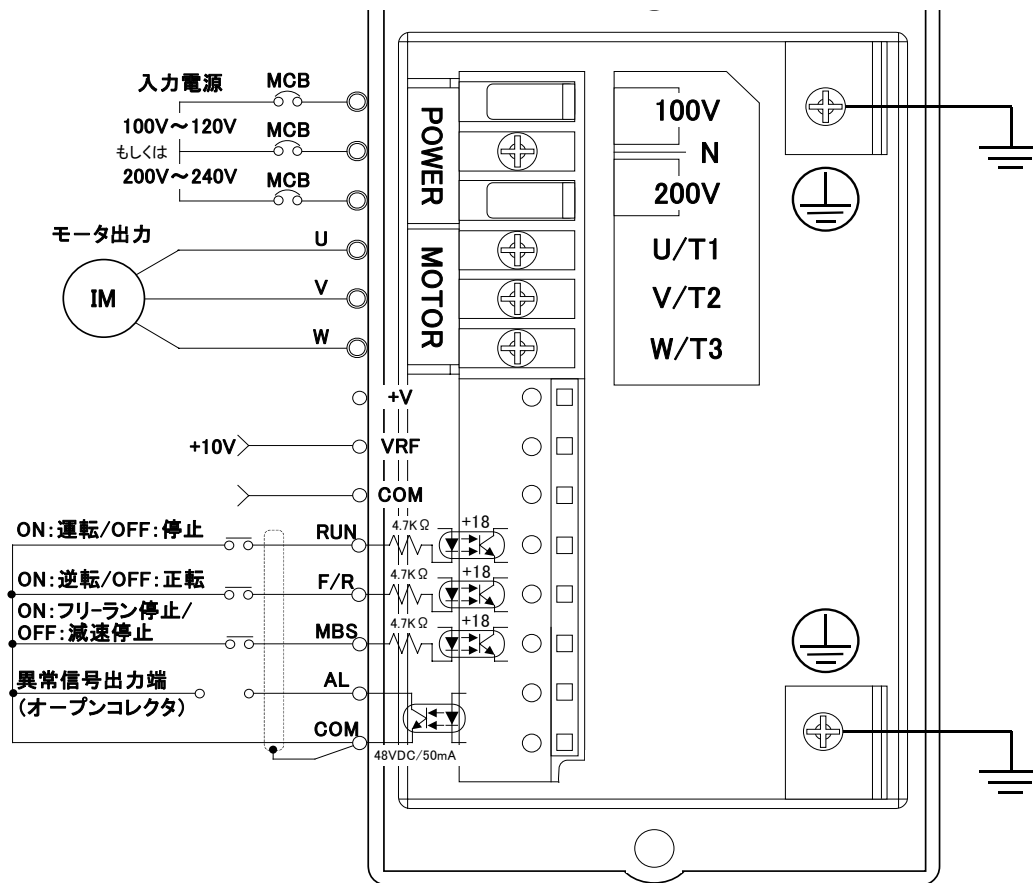 入力電源
MCB
100V～120V
MCB
もしくは
200V～240V
MCB
POWER
100V
N
200V
モータ出力
IM
U
V
W
MOTOR
U/T1
V/T2
W/T3
+V
+10V
VRF
COM
ON:運転/OFF:停止
RUN
4.7KΩ
+18
ON:逆転/OFF:正転
F/R
4.7KΩ
+18
ON:フリーラン停止/
OFF:減速停止
MBS
4.7KΩ
+18
異常信号出力端
(オープンコレクタ)
AL
COM
48VDC/50mA